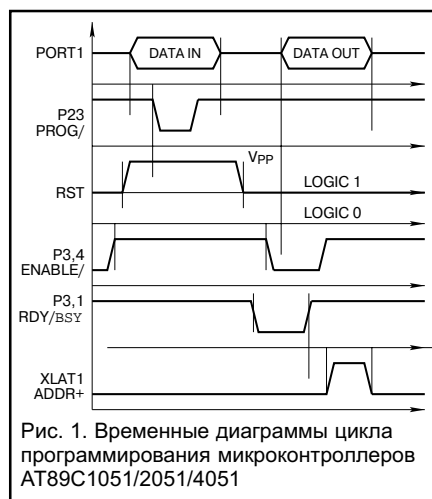 PORT1
DATA IN
DATA OUT
P23
PROG/
VPP
RST
LOGIC 1
LOGIC 0
P3,4
ENABLE/
P3,1
RDY/BSY
XLAT1
ADDR+
Рис. 1. Временные диаграммы цикла
программирования микроконтроллеров
AT89C1051/2051/4051